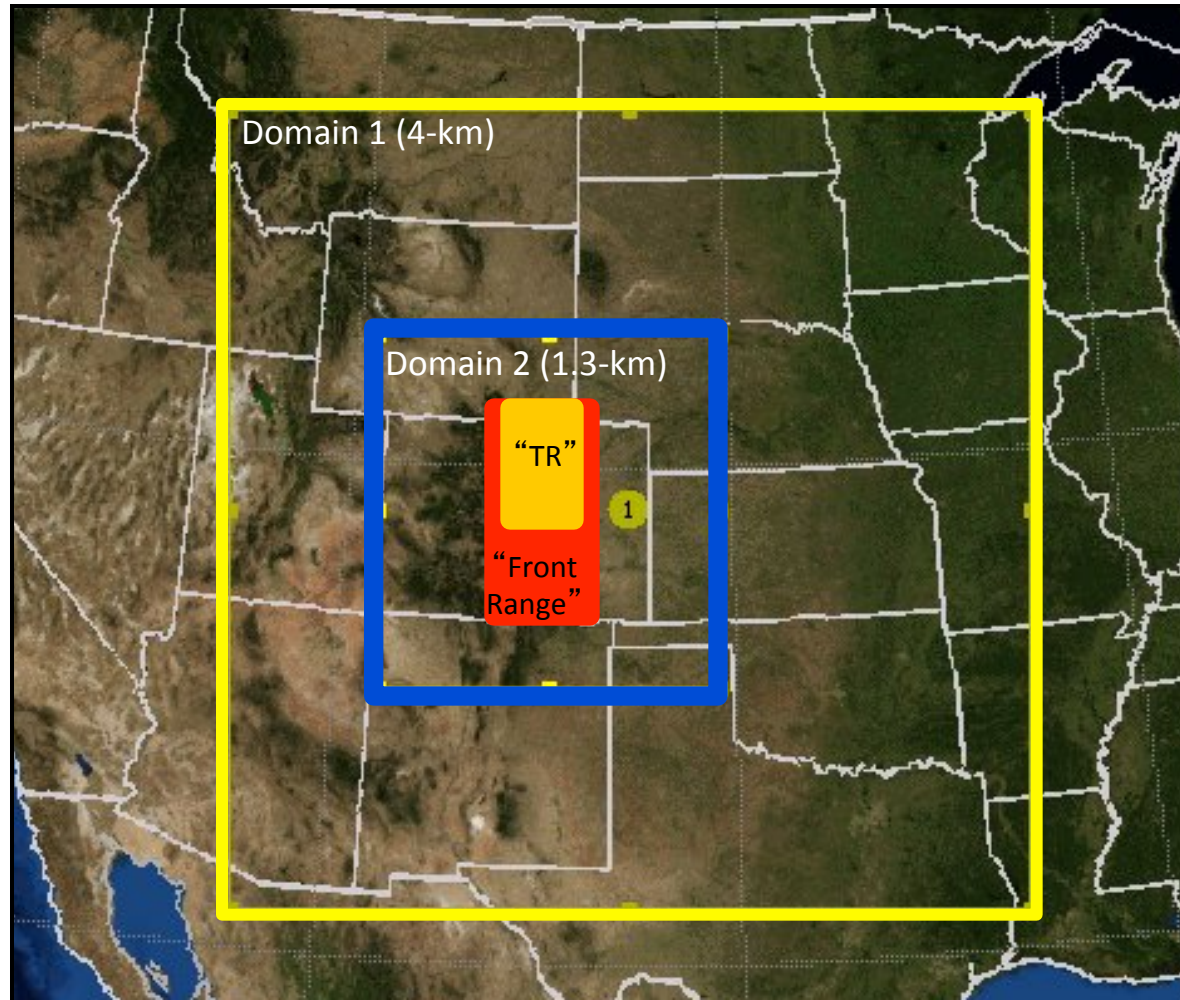 Domain 1 (4-km)
Domain 2 (1.3-km)
“TR”
1
“Front
Range”